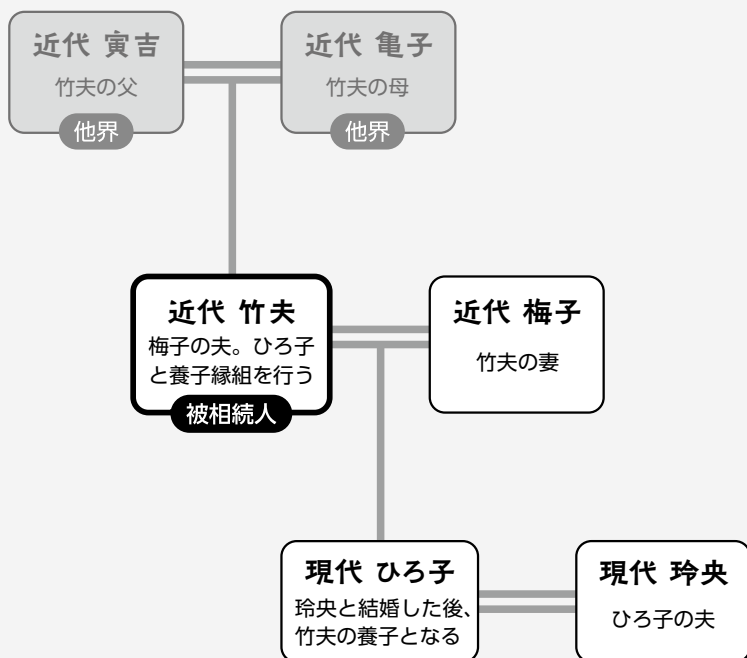 近代 寅吉
竹夫の父
他界
近代 亀子
竹夫の母
他界
近代 竹夫
梅子の夫。ひろ子
と養子縁組を行う
被相続人
近代 梅子
竹夫の妻
現代 ひろ子
玲央と結婚した後、
竹夫の養子となる
現代 玲央
ひろ子の夫